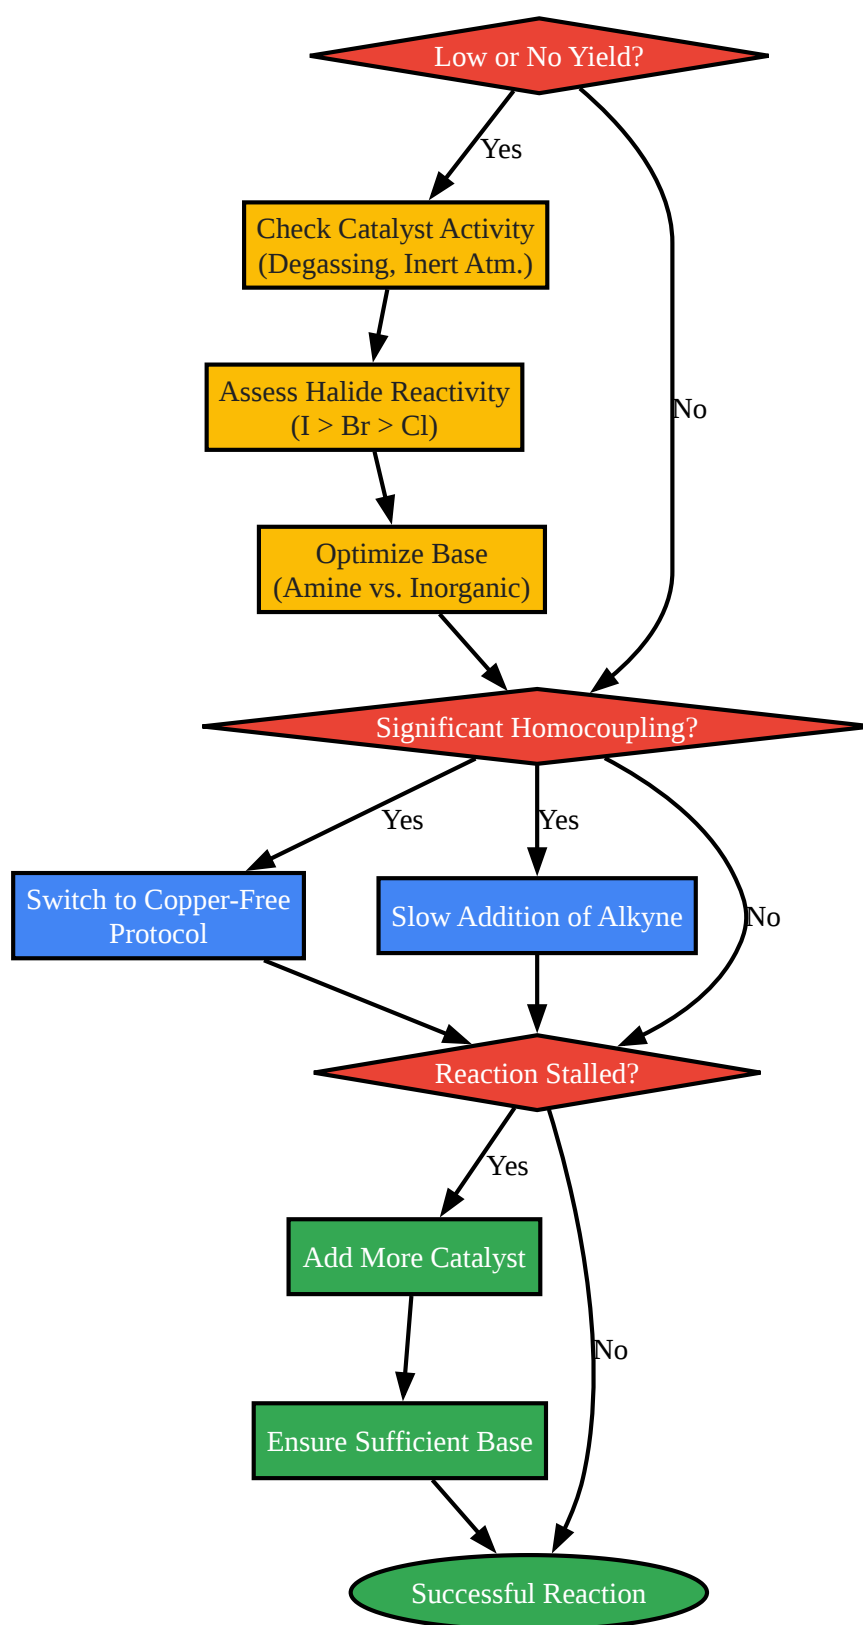 Low or No Yield?
Yes
Check Catalyst Activity
(Degassing, Inert Atm.)
Assess Halide Reactivity
(I > Br > Cl)
No
Optimize Base
(Amine vs. Inorganic)
Significant Homocoupling?
Yes
Yes
Switch to Copper-Free
Protocol
Slow Addition of Alkyne
No
Reaction Stalled?
Yes
Add More Catalyst
No
Ensure Sufficient Base
Successful Reaction